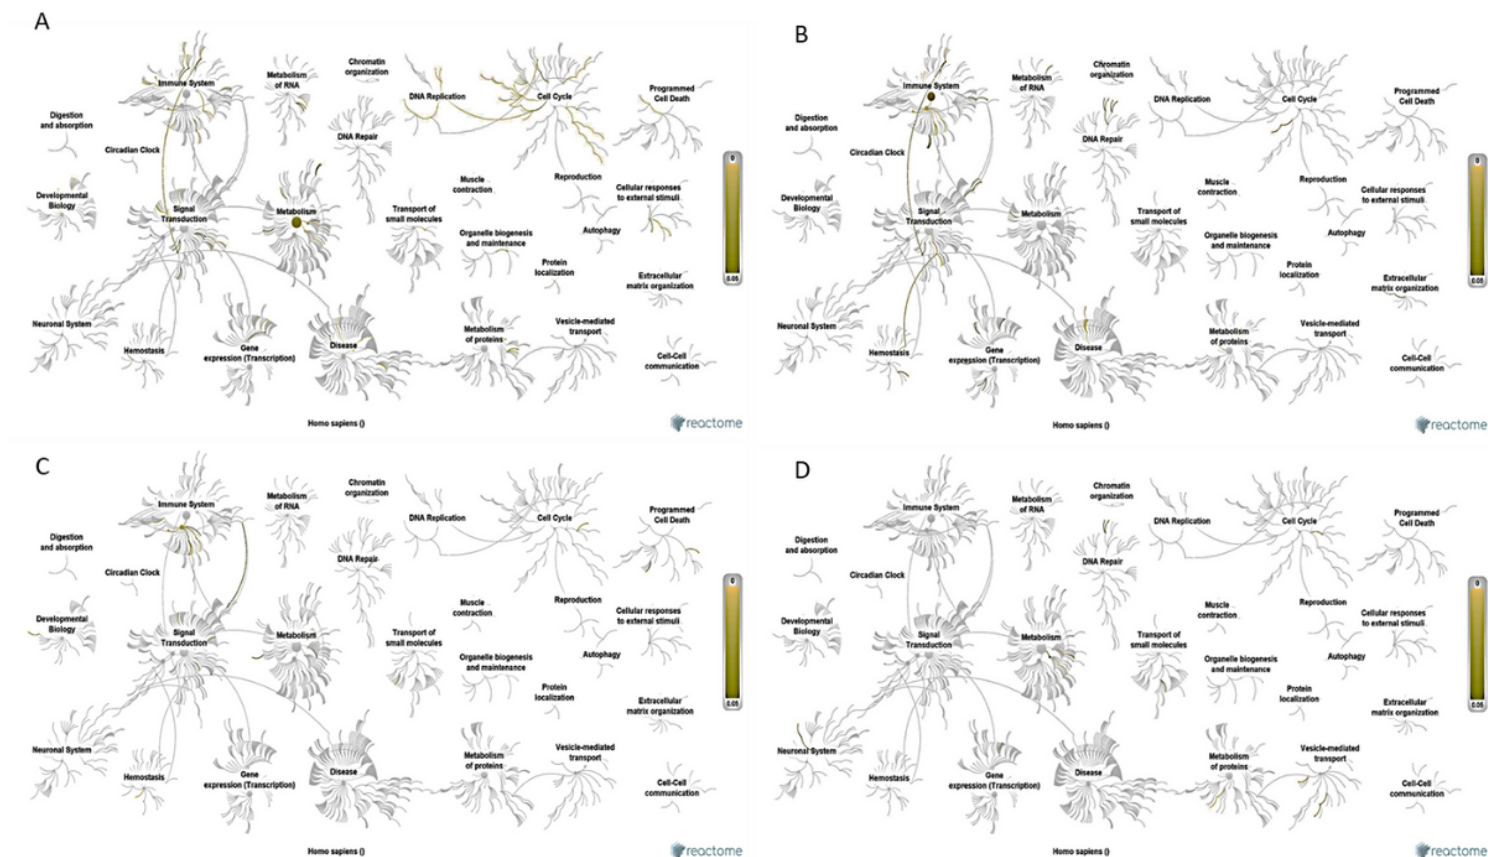 A
Immune System
Metabolism
of RNA
Chromatin
organization
DNA Replication
Cell Cycle
Programmed
Cell Death
Digestion
and absorption
Circadian Clock
DNA Repair
0
Developmental
Biology
Signal
Transduction
Metabolism
Muscle
contraction
Transport of
small molecules
Reproduction
Cellular responses
to external stimuli
Organelle biogenesis
and maintenance
Autophagy
Protein
localization
Extracellular
matrix organization
0.05
Neuronal System
Hemostasis
Gene
expression (Transcription)
Disease
Metabolism
of proteins
Vesicle-mediated
transport
Cell-Cell
communication
Homo sapiens ()
reactome
B
Immune System
Metabolism
of RNA
Chromatin
organization
DNA Replication
Cell Cycle
Programmed
Cell Death
Digestion
and absorption
Circadian Clock
DNA Repair
0
Developmental
Biology
Signal
Transduction
Metabolism
Muscle
contraction
Transport of
small molecules
Reproduction
Cellular responses
to external stimuli
Organelle biogenesis
and maintenance
Autophagy
Protein
localization
Extracellular
matrix organization
0.05
Neuronal System
Hemostasis
Gene
expression (Transcription)
Disease
Metabolism
of proteins
Vesicle-mediated
transport
Cell-Cell
communication
Homo sapiens ()
reactome
C
Immune System
Metabolism
of RNA
Chromatin
organization
DNA Replication
Cell Cycle
Programmed
Cell Death
Digestion
and absorption
Circadian Clock
DNA Repair
0
Developmental
Biology
Signal
Transduction
Metabolism
Muscle
contraction
Transport of
small molecules
Reproduction
Cellular responses
to external stimuli
Organelle biogenesis
and maintenance
Autophagy
Protein
localization
Extracellular
matrix organization
0.05
Neuronal System
Hemostasis
Gene
expression (Transcription)
Disease
Metabolism
of proteins
Vesicle-mediated
transport
Cell-Cell
communication
Homo sapiens ()
reactome
D
Immune System
Metabolism
of RNA
Chromatin
organization
DNA Replication
Cell Cycle
Programmed
Cell Death
Digestion
and absorption
Circadian Clock
DNA Repair
0
Developmental
Biology
Signal
Transduction
Metabolism
Muscle
contraction
Transport of
small molecules
Reproduction
Cellular responses
to external stimuli
Organelle biogenesis
and maintenance
Autophagy
Protein
localization
Extracellular
matrix organization
0.05
Neuronal System
Hemostasis
Gene
expression (Transcription)
Disease
Metabolism
of proteins
Vesicle-mediated
transport
Cell-Cell
communication
Homo sapiens ()
reactome